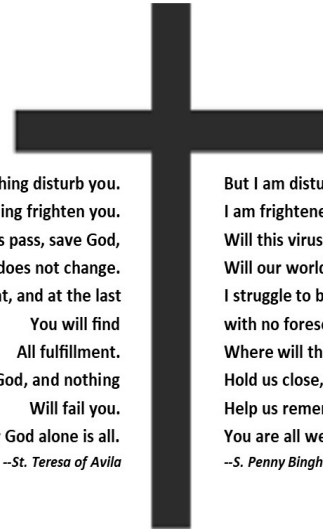 hing disturb you.
ing frighten you.
s pass, save God,
does not change.
t, and at the last
You will find
All fulfillment.
God, and nothing
Will fail you.
God alone is all.
--St. Teresa of Avila
But I am distu
I am frightene
Will this virus
Will our world
I struggle to b
with no forese
Where will th
Hold us close,
Help us reme
You are all we
--S. Penny Bingh